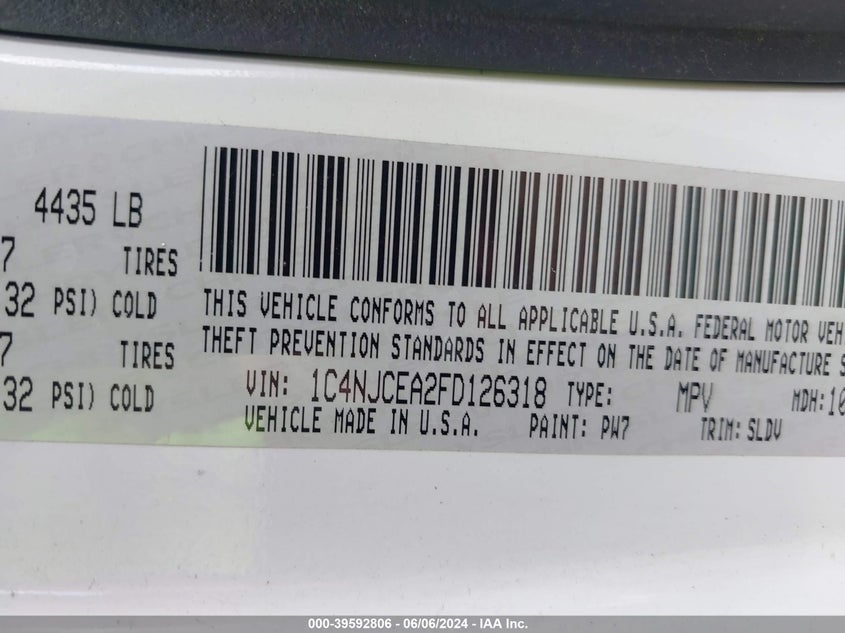 4435 LB
7 TIRES
32 PSI) COLD
7 TIRES
32 PSI) COLD
THIS VEHICLE CONFORMS TO ALL APPLICABLE U.S.A. FEDERAL MOTOR VEH
THEFT PREVENTION STANDARDS IN EFFECT ON THE DATE OF MANUFACTURE S
VIN: 1C4NJCEA2FD126318 TYPE: MPV MDH:10
VEHICLE MADE IN U.S.A. PAINT: PW7 TRIM: SLDV
000-39592806 - 06/06/2024 - IAA Inc.